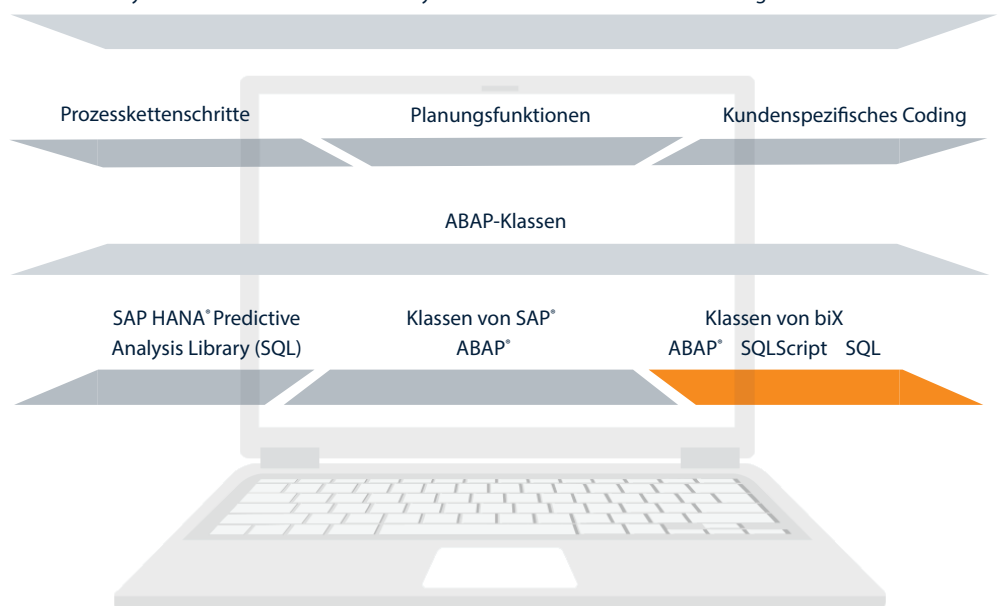 Prozesskettenschritte
Planungsfunktionen
Kundenspezifisches Coding
ABAP-Klassen
SAP HANA® Predictive
Analysis Library (SQL)
Klassen von SAP®
ABAP®
Klassen von biX
ABAP® SQLScript SQL